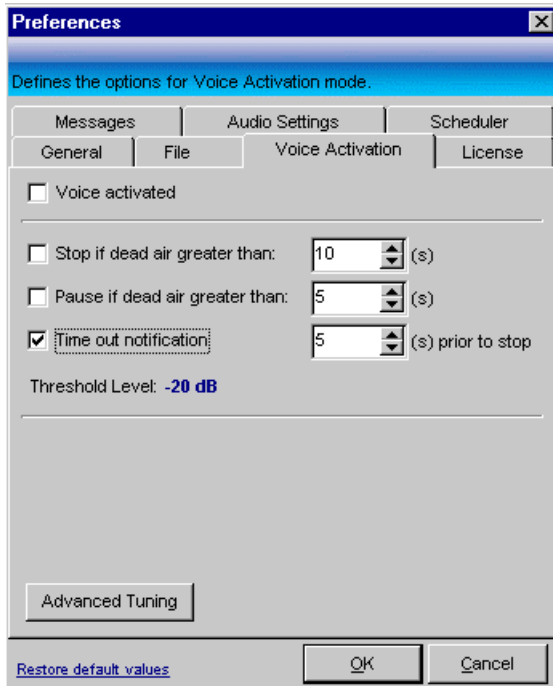 Preferences
Defines the options for Voice Activation mode.
Messages Audio Settings Scheduler
General File Voice Activation License
Voice activated
Stop if dead air greater than: 10 (s)
Pause if dead air greater than: 5 (s)
Time out notification 5 (s) prior to stop
Threshold Level: -20 dB
Advanced Tuning
Restore default values OK Cancel